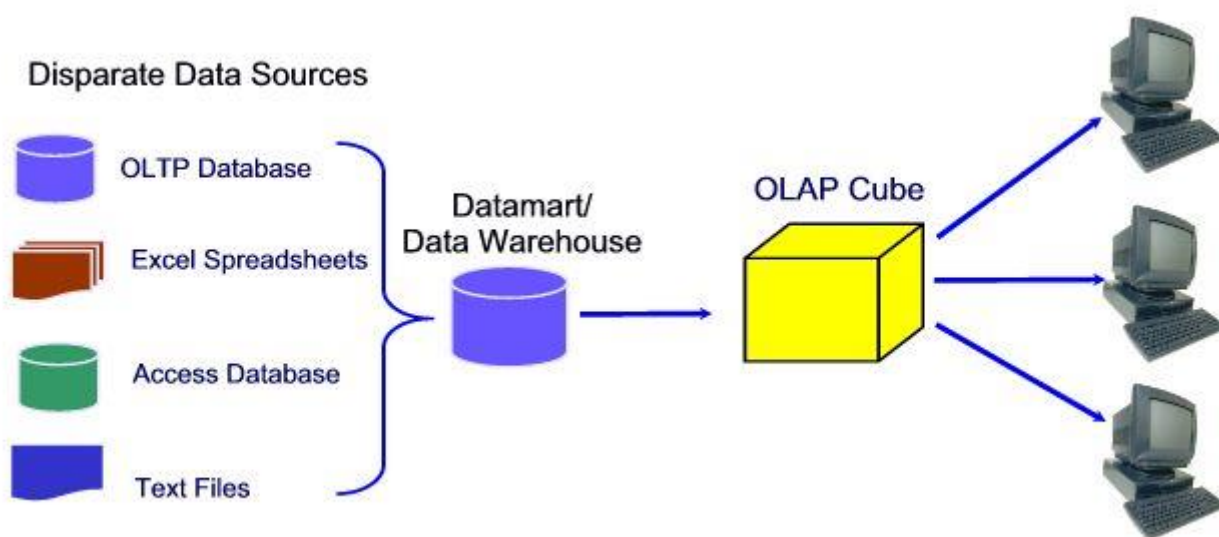 Disparate Data Sources
OLTP Database
Excel Spreadsheets
Access Database
Text Files
Datamart/
Data Warehouse
OLAP Cube